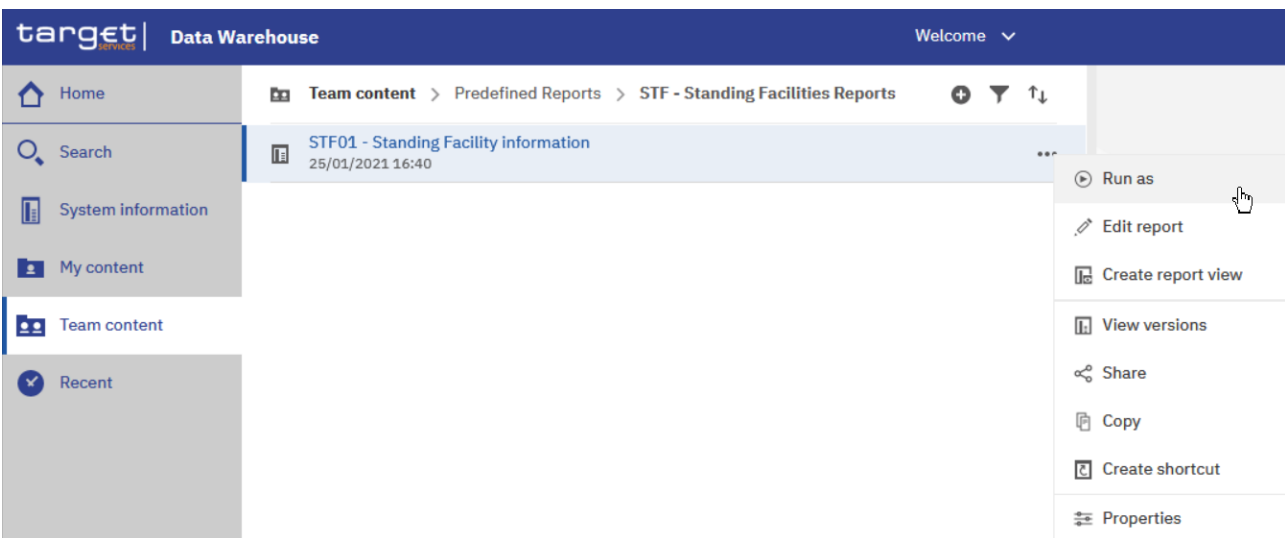 target services Data Warehouse Welcome
Home
Team content > Predefined Reports > STF - Standing Facilities Reports
Search
STF01 - Standing Facility information
25/01/2021 16:40
Run as
System information
Edit report
My content
Create report view
Team content
View versions
Recent
Share
Copy
Create shortcut
Properties